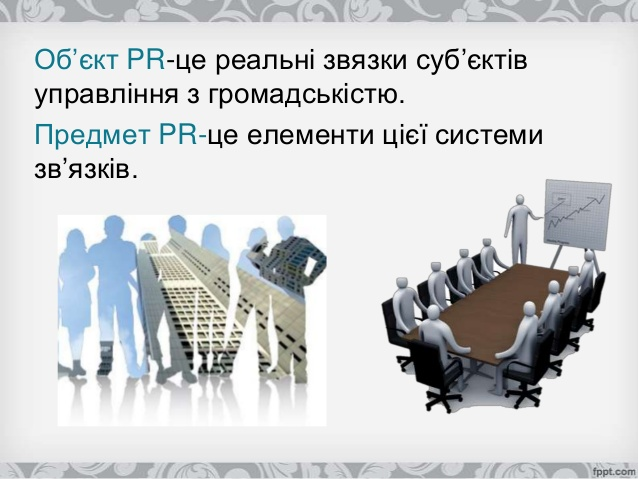 Об’єкт PR-це реальні звязки суб’єктів
управління з громадськістю.
Предмет PR-це елементи цієї системи
зв’язків.
fppt.com